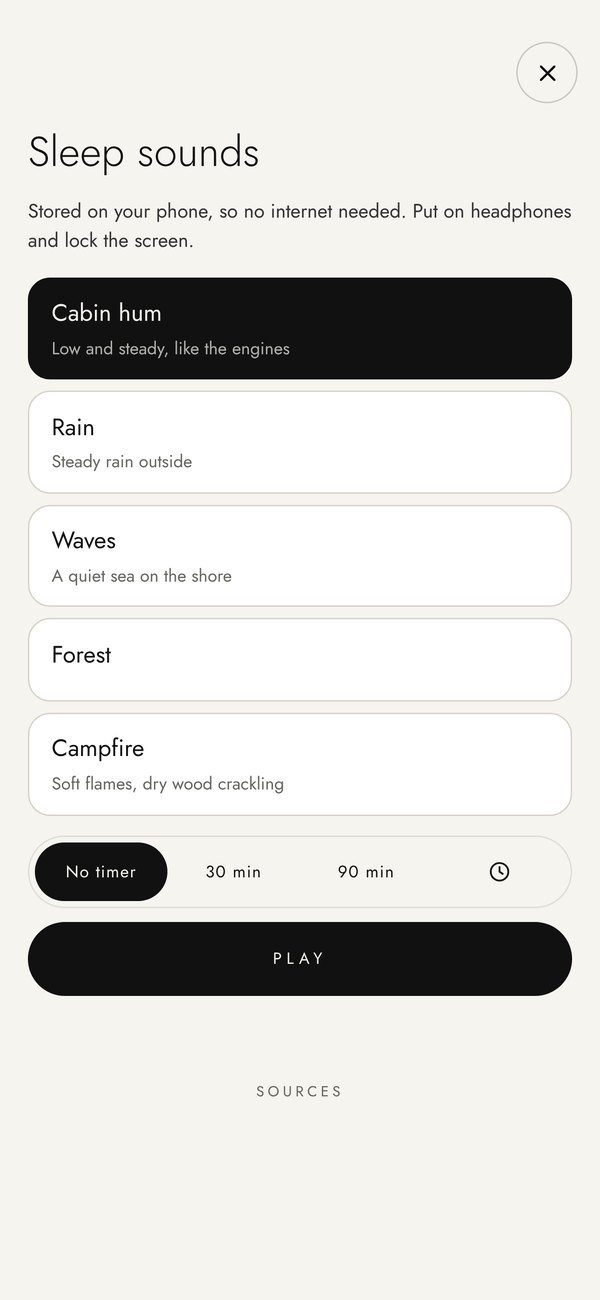 Sleep sounds
Stored on your phone, so no internet needed. Put on headphones
and lock the screen.
Cabin hum
Low and steady, like the engines
Rain
Steady rain outside
Waves
A quiet sea on the shore
Forest
Campfire
Soft flames, dry wood crackling
No timer 30 min 90 min
PLAY
SOURCES